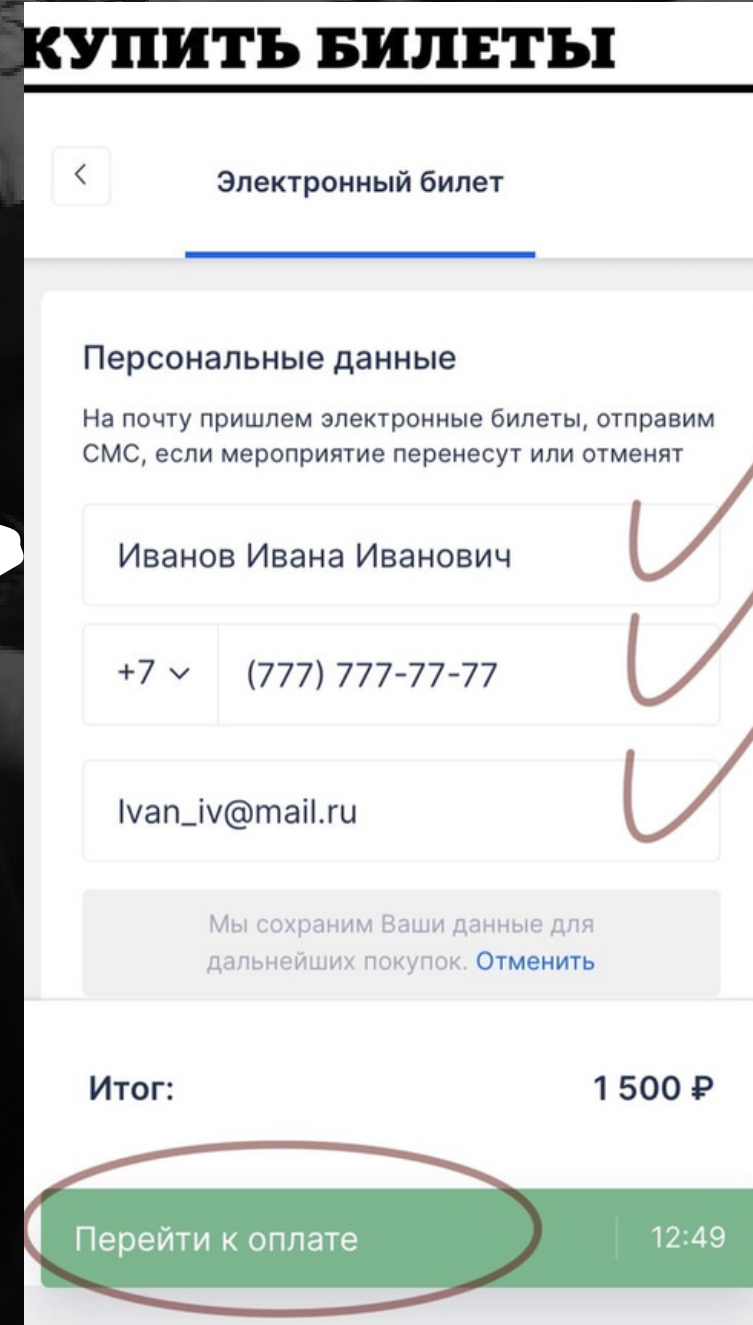 КУПИТЬ БИЛЕТЫ
Электронный билет
Персональные данные
На почту пришлем электронные билеты, отправим
СМС, если мероприятие перенесут или отменят
Иванов Ивана Иванович
+7 (777) 777-77-77
Ivan_iv@mail.ru
Мы сохраним Ваши данные для
дальнейших покупок. Отменить
Итог: 1 500 ₽
Перейти к оплате 12:49